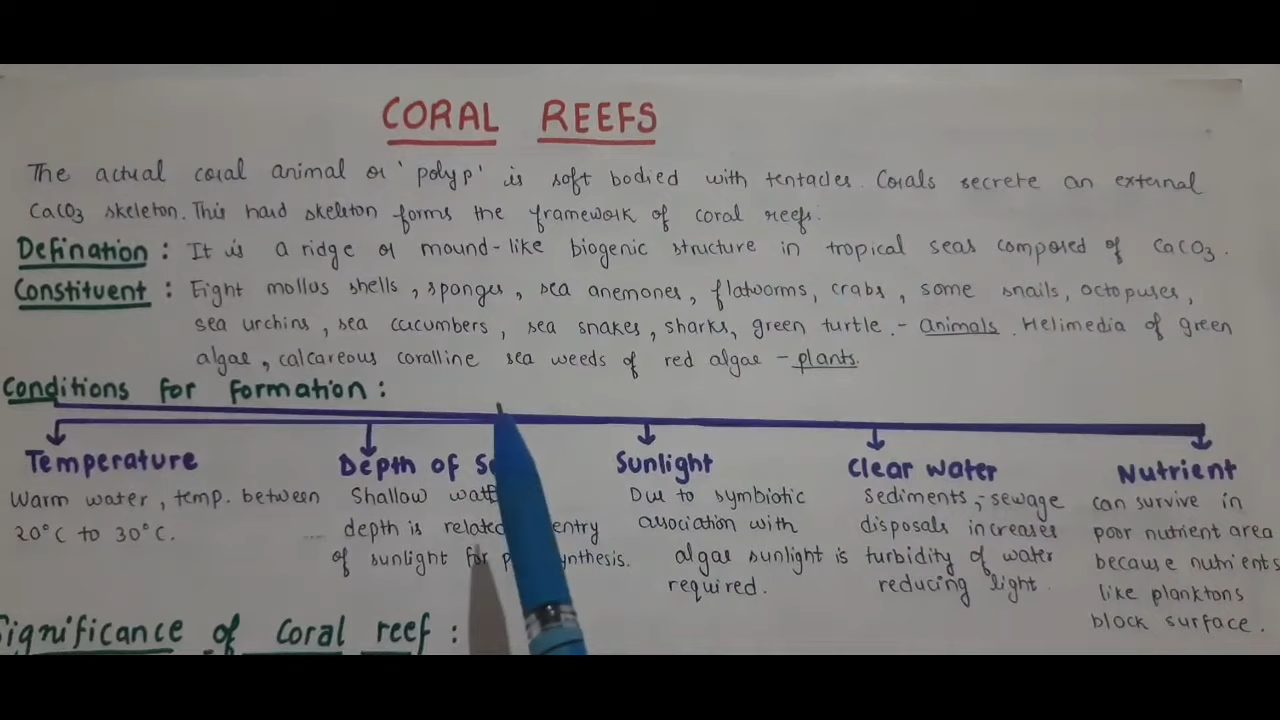 CORAL REEFS
The actual coral animal or 'polyp' is soft bodied with tentacles. Corals secrete an external
CaCO3 skeleton. This hard skeleton forms the framework of coral reefs.
Defination : It is a ridge or mound-like biogenic structure in tropical seas composed of CaCO3.
Constituent : Eight mollus shells, sponges, sea anemones, flatworms, crabs, some snails, octopuses,
sea urchins, sea cucumbers, sea snakes, sharks, green turtle. - animals. Helimedia of green
algae, calcareous coralline sea weeds of red algae - plants.
Conditions for formation :
Temperature
Warm water, temp. between
20°C to 30°C.
Depth of
Shallow
depth is entry
of sunlight for
Sunlight
Due to symbiotic
association with
algae sunlight is
required.
Clear water
Sediments, sewage
disposals increases
turbidity of water
reducing light.
Nutrient
can survive in
poor nutrient area
because nutrients
like planktons
block surface.
Significance of Coral reef :